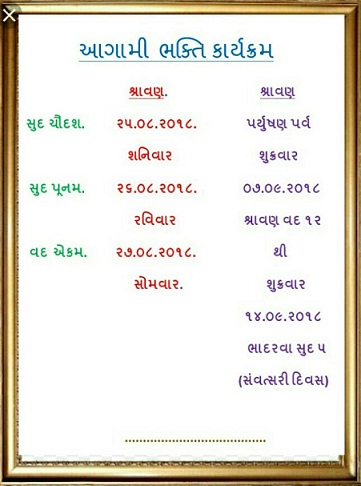 આગામી ભક્તિ કાર્યક્રમ
શ્રાવણ. શ્રાવણ
સુદ ચૌદશ. ૨૫.૦૮.૨૦૧૮. પર્યુષણ પર્વ
શનિવાર શુક્રવાર
સુદ પૂનમ. ૨૬.૦૮.૨૦૧૮. ૦૭.૦૯.૨૦૧૮
રવિવાર શ્રાવણ વદ ૧૨
વદ એકમ. ૨૭.૦૮.૨૦૧૮. થી
સોમવાર. શુક્રવાર
૧૪.૦૯.૨૦૧૮
ભાદરવા સુદ ૫
(સંવત્સરી દિવસ)